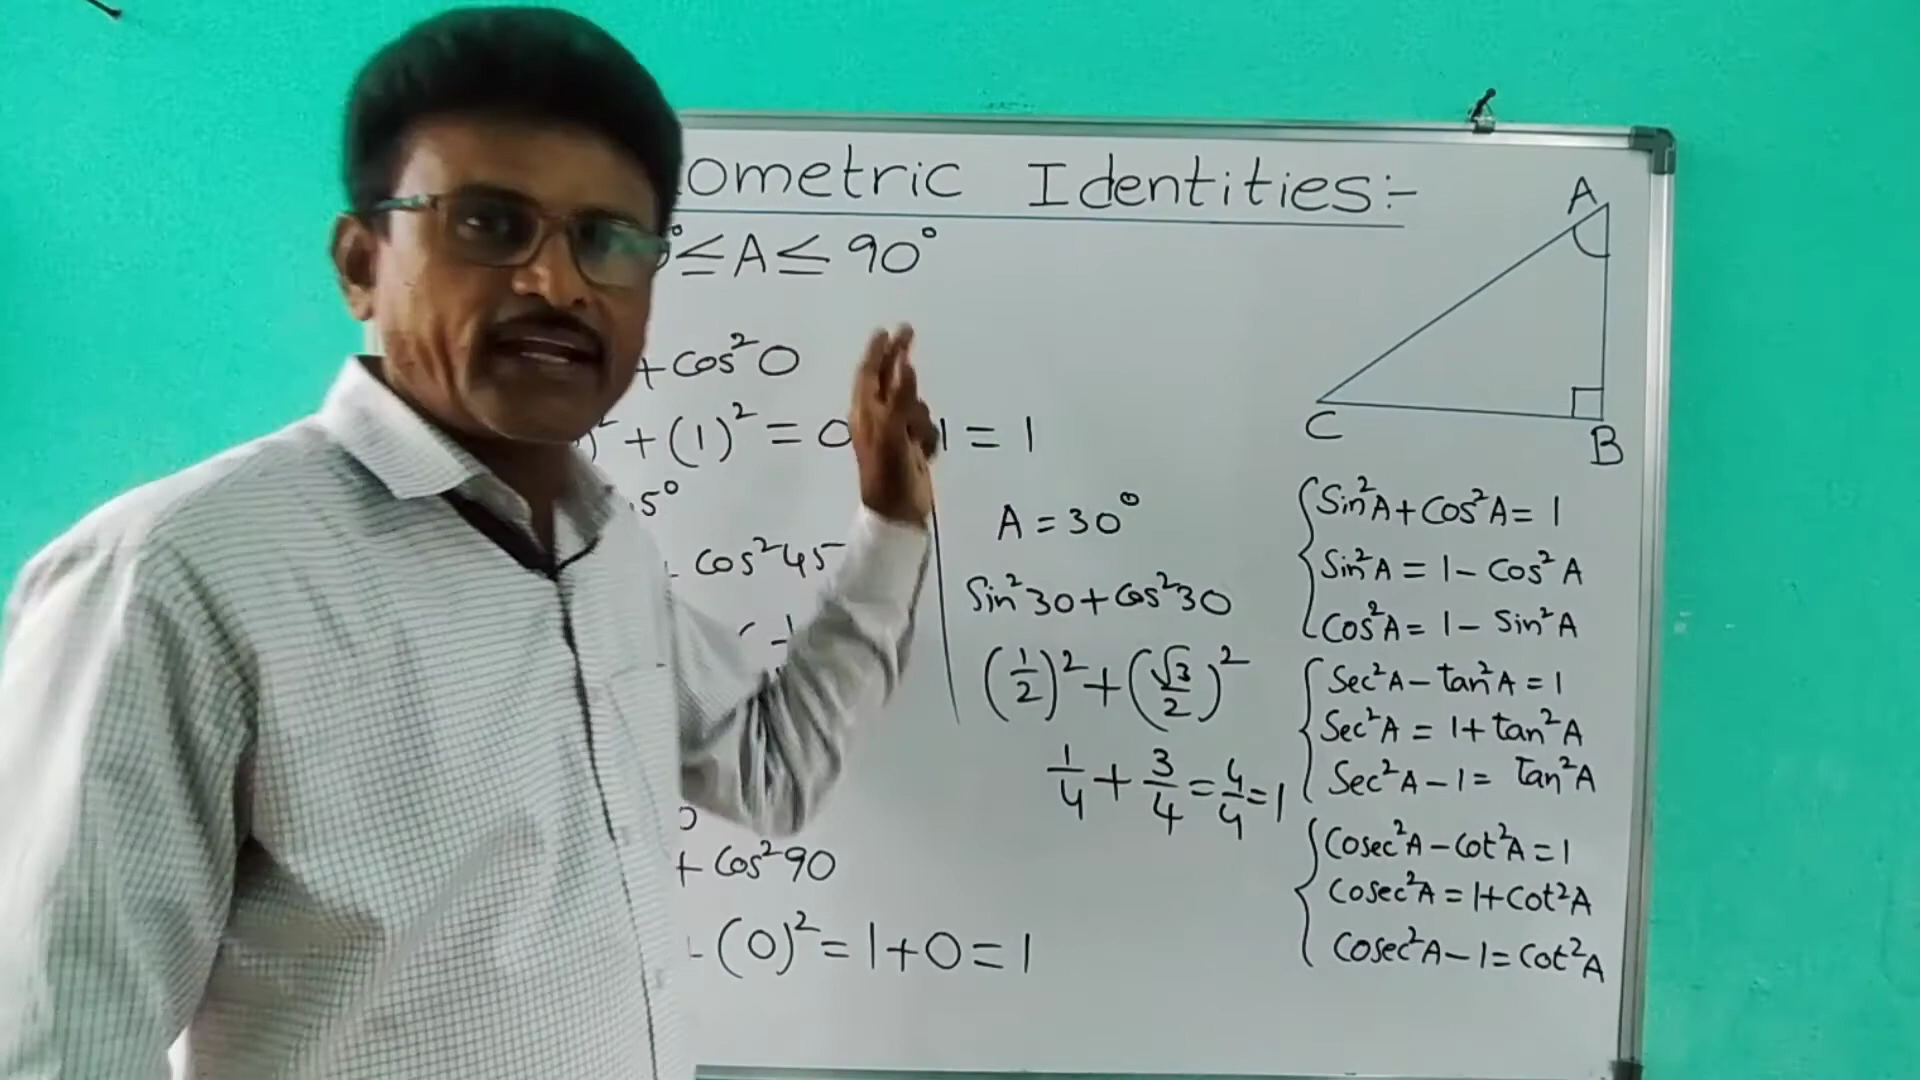 ometric Identities:-
° ≤ A ≤ 90°
+ cos²0
)² + (1)² = 0 1 = 1
5°
cos²45
+ cos²90
- (0)² = 1 + 0 = 1
A = 30°
Sin²30 + cos²30
(1/2)² + (√3/2)²
1/4 + 3/4 = 4/4 = 1
A
C
B
Sin²A + cos²A = 1
Sin²A = 1 - cos²A
Cos²A = 1 - Sin²A
Sec²A - tan²A = 1
Sec²A = 1 + tan²A
Sec²A - 1 = Tan²A
Cosec²A - cot²A = 1
Cosec²A = 1 + cot²A
Cosec²A - 1 = Cot²A